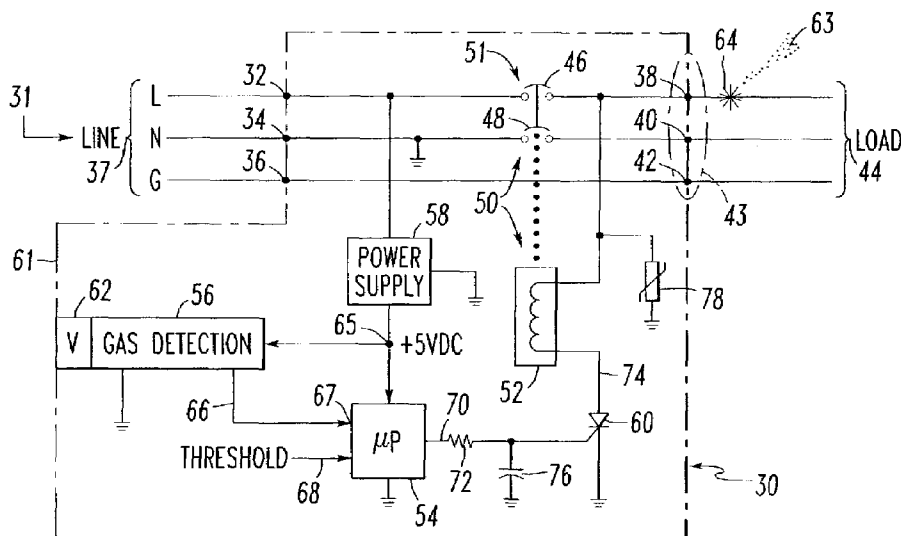 51 46 64 63
31 32 38
L
34 48 40
LINE N LOAD
37 36 42 44
G
50 43
58
61 POWER
SUPPLY
78
62 56 65
V GAS DETECTION +5VDC
74
66 67 70 52 60
µP
THRESHOLD
68 72 76 30
54